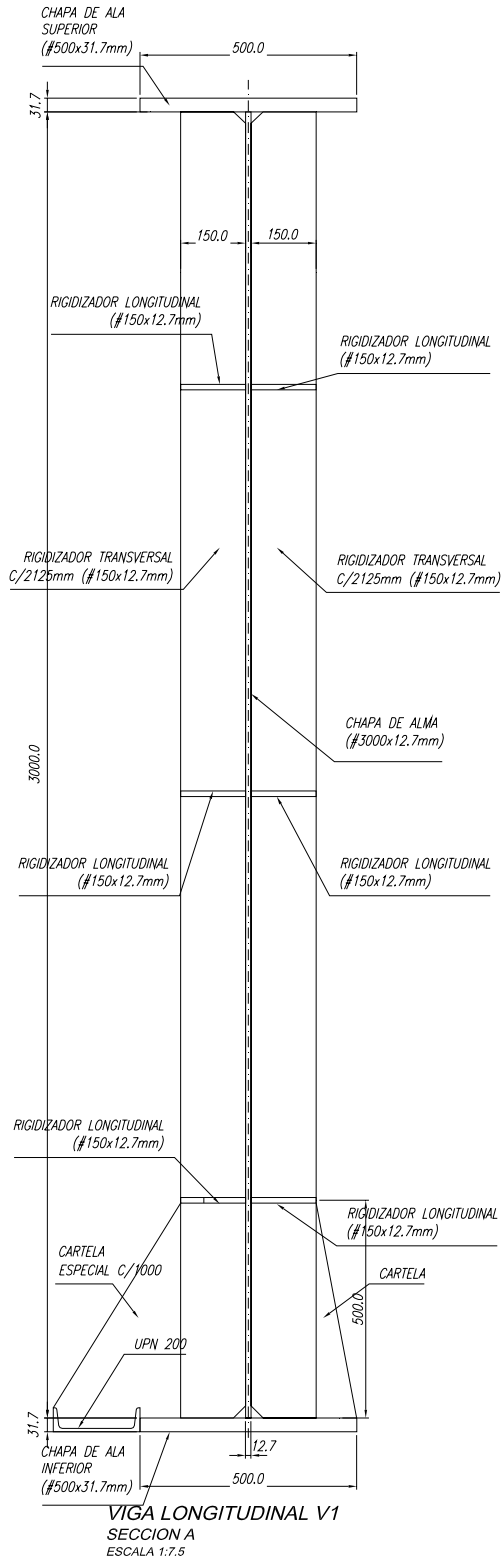 CHAPA DE ALA
SUPERIOR
(#500x31.7mm)
500.0
31.7
150.0
150.0
RIGIDIZADOR LONGITUDINAL
(#150x12.7mm)
RIGIDIZADOR LONGITUDINAL
(#150x12.7mm)
RIGIDIZADOR TRANSVERSAL
C/2125mm (#150x12.7mm)
RIGIDIZADOR TRANSVERSAL
C/2125mm (#150x12.7mm)
CHAPA DE ALMA
(#3000x12.7mm)
3000.0
RIGIDIZADOR LONGITUDINAL
(#150x12.7mm)
RIGIDIZADOR LONGITUDINAL
(#150x12.7mm)
RIGIDIZADOR LONGITUDINAL
(#150x12.7mm)
RIGIDIZADOR LONGITUDINAL
(#150x12.7mm)
CARTELA
ESPECIAL C/1000
CARTELA
500.0
UPN 200
31.7
CHAPA DE ALA
INFERIOR
(#500x31.7mm)
12.7
500.0
VIGA LONGITUDINAL V1
SECCION A
ESCALA 1:7.5